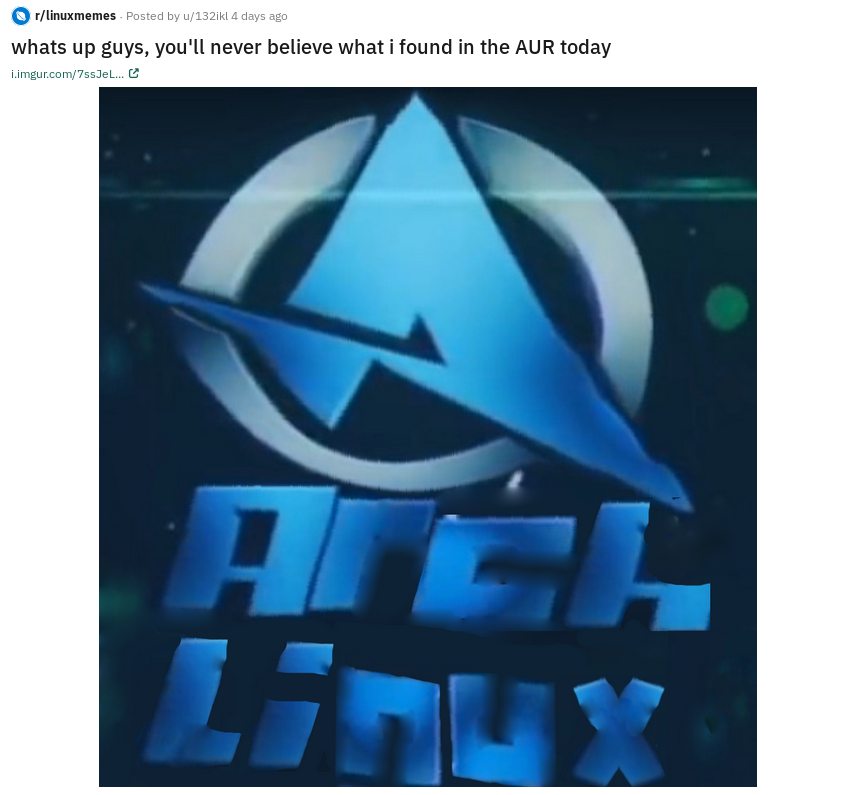 r/linuxmemes · Posted by u/132ikl 4 days ago
whats up guys, you'll never believe what i found in the AUR today
i.imgur.com/7ssJeL...
Arch
Linux